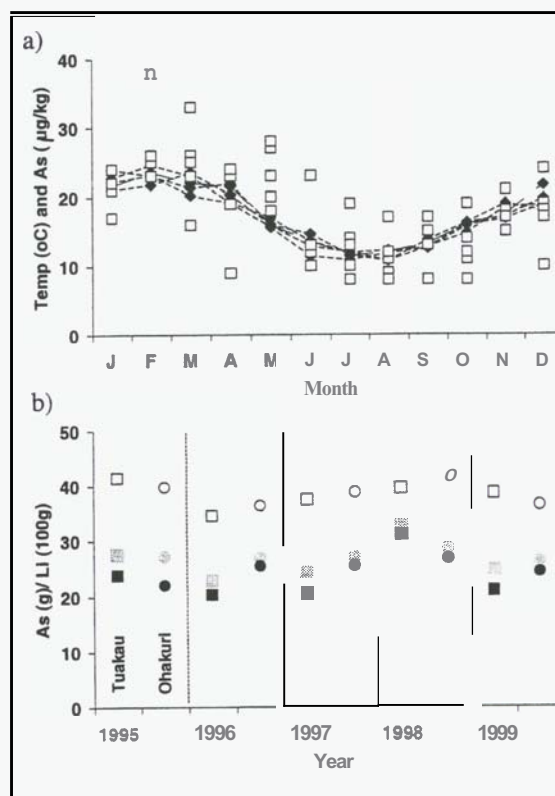 a)
n
40
30
20
10
0
Temp (oC) and As (µg/kg)
J F M A M J J A S O N D
Month
b)
50
40
30
20
10
0
As (g)/ LI (100g)
Tuakau
Ohakuri
1995 1996 1997 1998 1999
Year